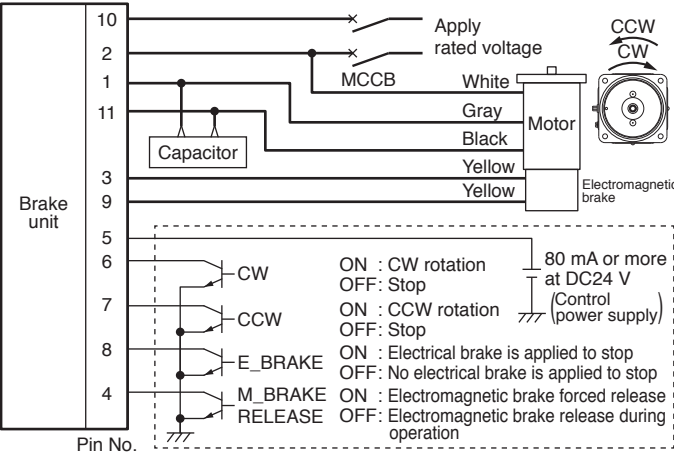 10
Apply
rated voltage
CCW
CW
2
1
MCCB
White
11
Gray
Motor
Black
Capacitor
3
Yellow
Electromagnetic
brake
9
Yellow
Brake
unit
5
80 mA or more
at DC24 V
(Control
power supply)
6
CW
ON : CW rotation
OFF: Stop
7
CCW
ON : CCW rotation
OFF: Stop
8
E_BRAKE
ON : Electrical brake is applied to stop
OFF: No electrical brake is applied to stop
4
M_BRAKE
RELEASE
ON : Electromagnetic brake forced release
OFF: Electromagnetic brake release during
operation
Pin No.